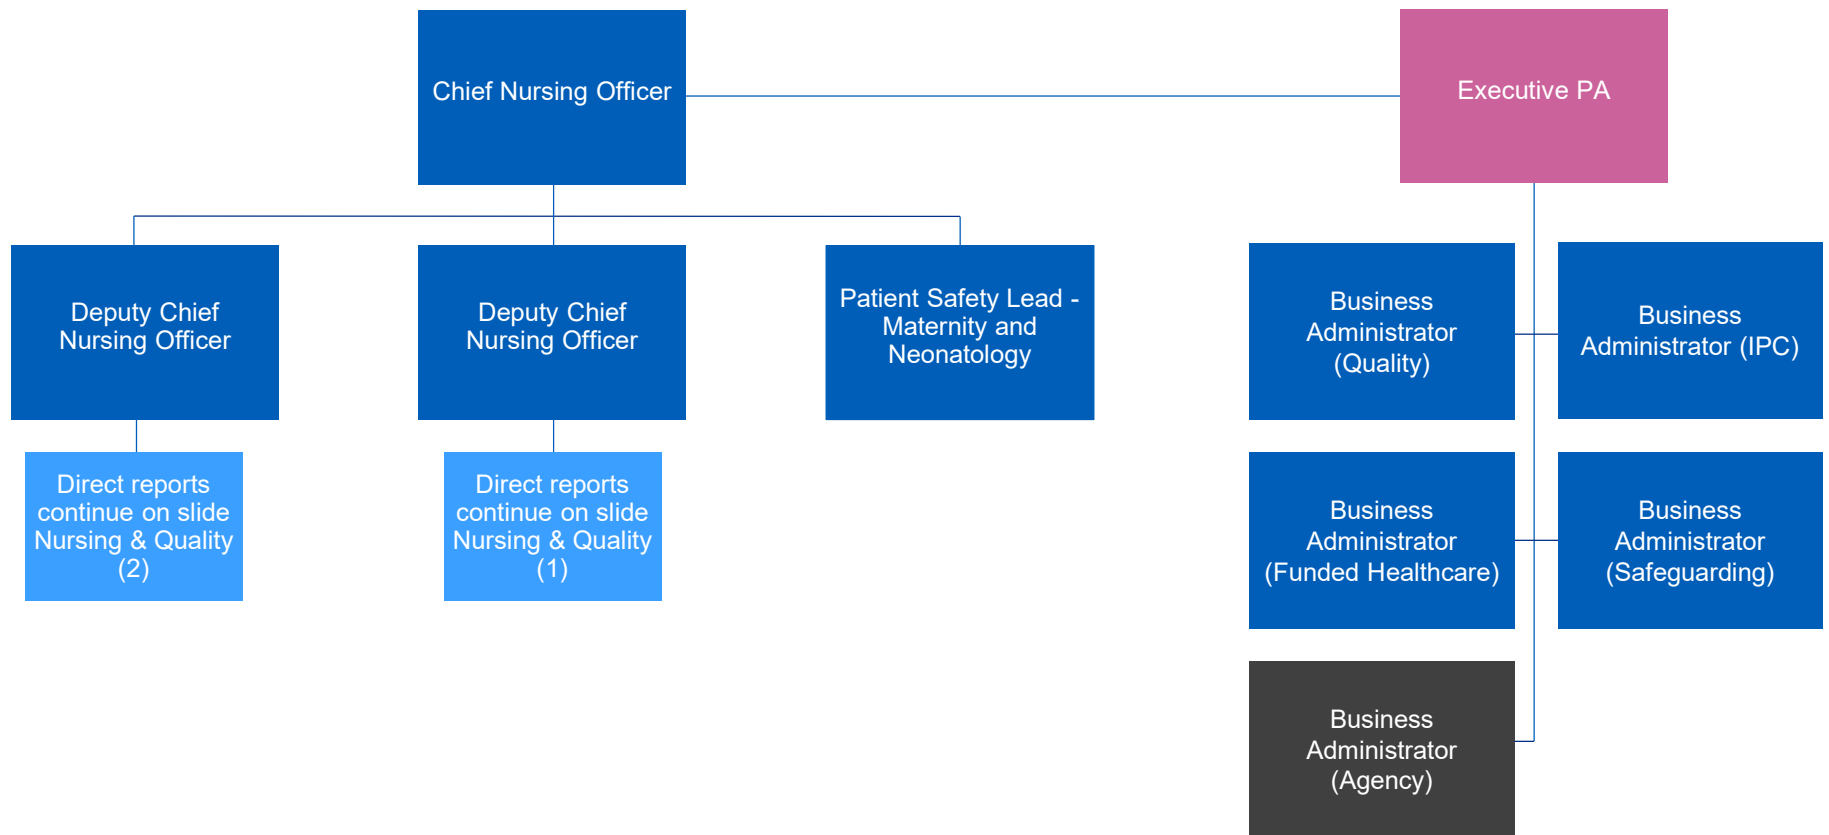 Chief Nursing Officer
Executive PA
Deputy Chief
Nursing Officer
Deputy Chief
Nursing Officer
Patient Safety Lead -
Maternity and
Neonatology
Business
Administrator
(Quality)
Business
Administrator (IPC)
Direct reports
continue on slide
Nursing & Quality
(2)
Direct reports
continue on slide
Nursing & Quality
(1)
Business
Administrator
(Funded Healthcare)
Business
Administrator
(Safeguarding)
Business
Administrator
(Agency)